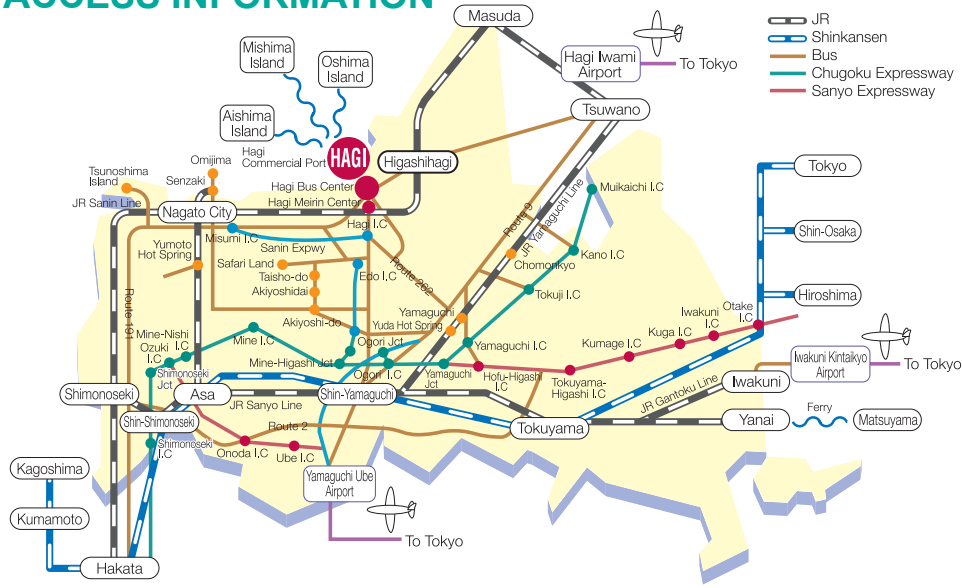 ACCESS INFORMATION
Masuda
JR
Shinkansen
Bus
Chugoku Expressway
Sanyo Expressway
Mishima
Island
Oshima
Island
Hagi Iwami
Airport
To Tokyo
Aishima
Island
Tsuwano
Hagi
Commercial Port
HAGI
Higashihagi
Omijima
Tsunoshima
Island
Senzaki
Hagi Bus Center
Muikaichi I.C
Tokyo
JR Sanin Line
Nagato City
Hagi Meirin Center
Hagi I.C
Misumi I.C
Route 9
JR Yamaguchi Line
Shin-Osaka
Yumoto
Hot Spring
Sanin Expwy
Kano I.C
Safari Land
Edo I.C
Chomonkyo
Taisho-do
Akiyoshidai
Route 262
Tokuji I.C
Hiroshima
Route 191
Akiyoshi-do
Yamaguchi
Yuda Hot Spring
Otake
I.C
Iwakuni
I.C
Mine-Nishi
I.C
Mine I.C
Ogori Jct
Yamaguchi I.C
Kuga I.C
Kumage I.C
Ozuki
I.C
Mine-Higashi Jct
Ogori I.C
Yamaguchi
Jct
Hofu-Higashi
I.C
Tokuyama-
Higashi I.C
Iwakuni Kintaikyo
Airport
To Tokyo
Shimonoseki
Jct
Iwakuni
JR Gantoku Line
Shimonoseki
Asa
JR Sanyo Line
Shin-Yamaguchi
Shin-Shimonoseki
Route 2
Tokuyama
Yanai
Ferry
Matsuyama
Shimonoseki
I.C
Onoda I.C
Ube I.C
Kagoshima
Yamaguchi Ube
Airport
Kumamoto
To Tokyo
Hakata